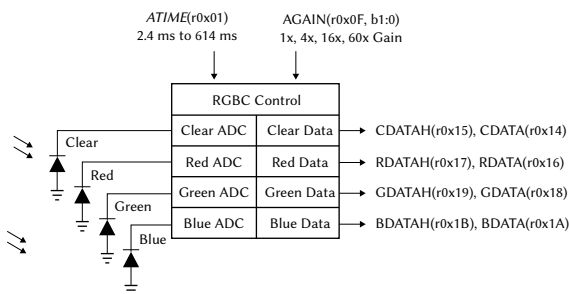 ATIME(r0x01)
2.4 ms to 614 ms
AGAIN(r0x0F, b1:0)
1x, 4x, 16x, 60x Gain
RGBC Control
Clear
Clear ADC
Clear Data
CDATAH(r0x15), CDATA(r0x14)
Red
Red ADC
Red Data
RDATAH(r0x17), RDATA(r0x16)
Green
Green ADC
Green Data
GDATAH(r0x19), GDATA(r0x18)
Blue
Blue ADC
Blue Data
BDATAH(r0x1B), BDATA(r0x1A)